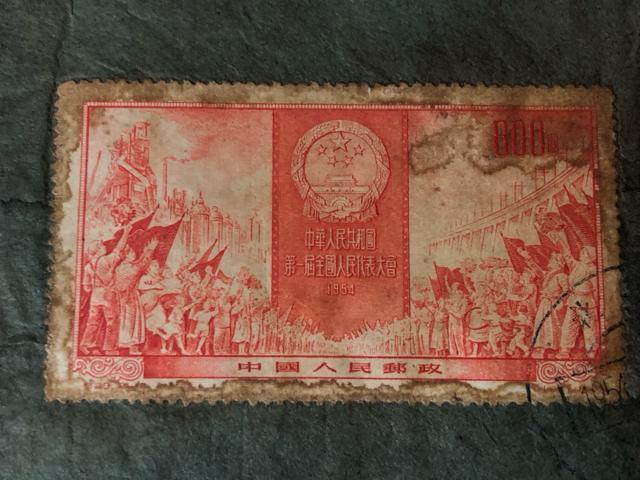 800
中華人民共和國
第一屆全國人民代表大會
1954
中國人民郵政